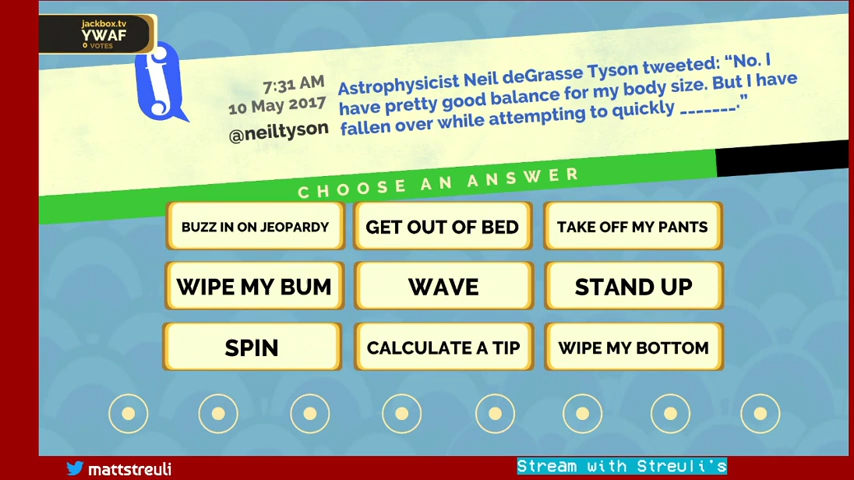 jackbox.tv
YWAF
0 VOTES
7:31 AM
10 May 2017
@neiltyson
Astrophysicist Neil deGrasse Tyson tweeted: “No. I
have pretty good balance for my body size. But I have
fallen over while attempting to quickly _______.”
CHOOSE AN ANSWER
BUZZ IN ON JEOPARDY
GET OUT OF BED
TAKE OFF MY PANTS
WIPE MY BUM
WAVE
STAND UP
SPIN
CALCULATE A TIP
WIPE MY BOTTOM
mattstreuli
Stream with Streuli's